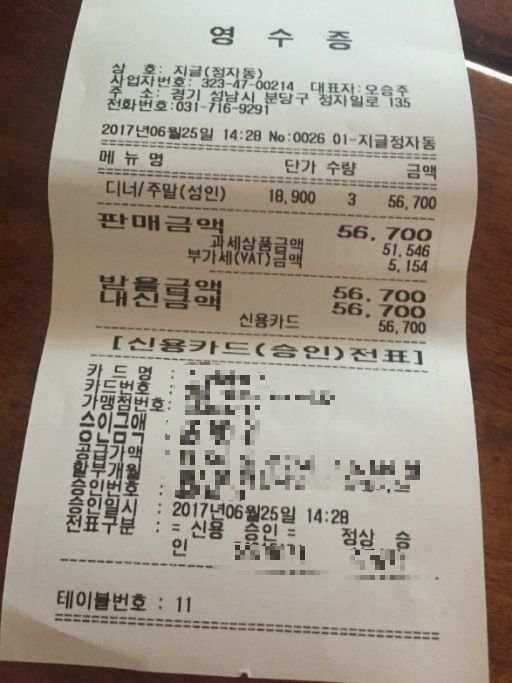 영 수 증
상 호: 지글(정자동)
사업자번호: 323-47-00214 대표자:오승주
주 소: 경기 성남시 분당구 정자일로 135
전화번호:031-716-9291
2017년06월25일 14:28 No:0026 01-지글정자동
메 뉴 명 단가 수량 금액
디너/주말(성인) 18,900 3 56,700
판매금액 56,700
과세상품금액 51,546
부가세(VAT)금액 5,154
받을금액 56,700
내신금액 56,700
신용카드 56,700
[신용카드(승인)전표]
카 드 명 :
카드번호 :
가맹점번호:
승인금액 :
공급가액 :
할부개월 :
승인번호 :
승인일시 : 2017년06월25일 14:28
전표구분 : = 신용 승인 = 정상 승
인
테이블번호 : 11